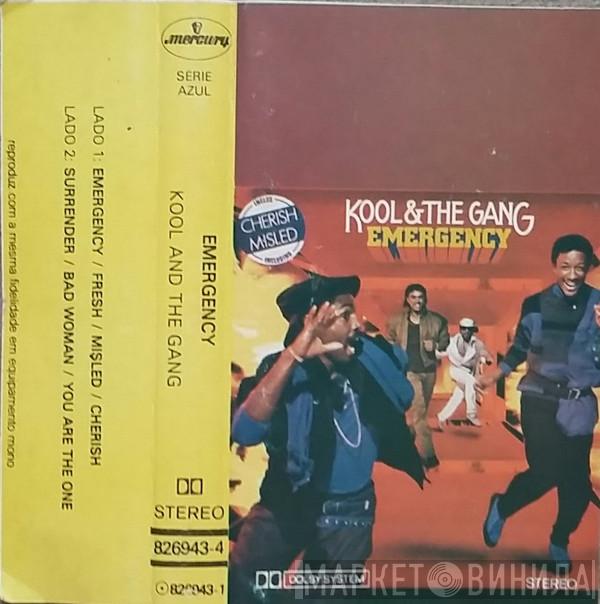 reproduz com a mesma fidelidade em equipamento mono
LADO 1: EMERGENCY / FRESH / MISLED / CHERISH
LADO 2: SURRENDER / BAD WOMAN / YOU ARE THE ONE
mercury
SERIE
AZUL
EMERGENCY
KOOL AND THE GANG
STEREO
826943-4
826943-1
INCLUS
CHERISH
MISLED
INCLUDING
KOOL & THE GANG
EMERGENCY
DOLBY SYSTEM
STEREO
МАРКЕТ ВИНИЛА